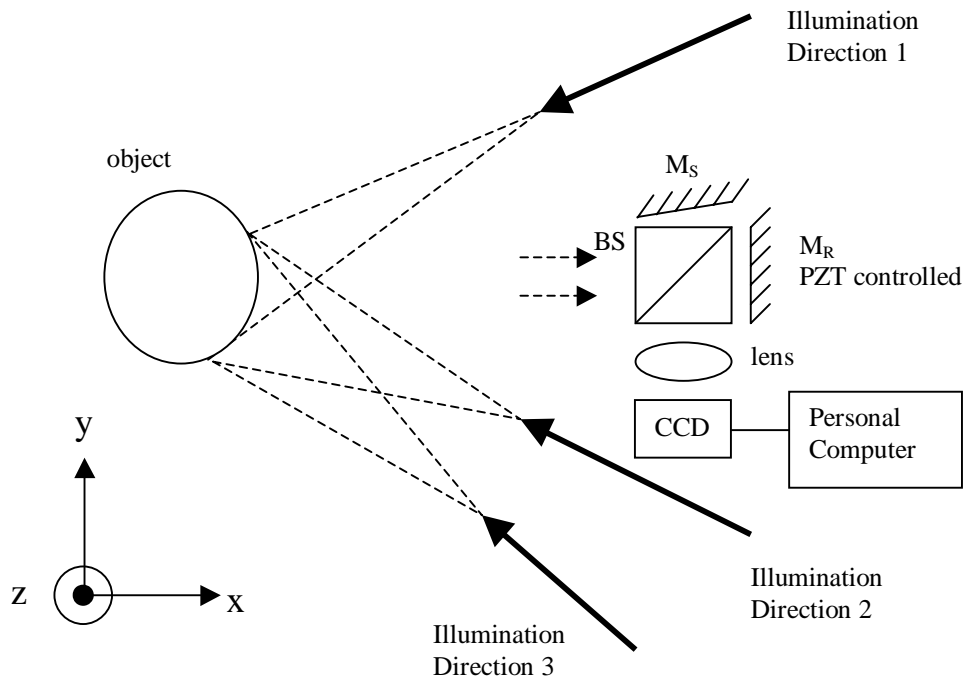 Illumination
Direction 1
object
M_S
BS
M_R
PZT controlled
lens
CCD
Personal
Computer
y
z
x
Illumination
Direction 2
Illumination
Direction 3